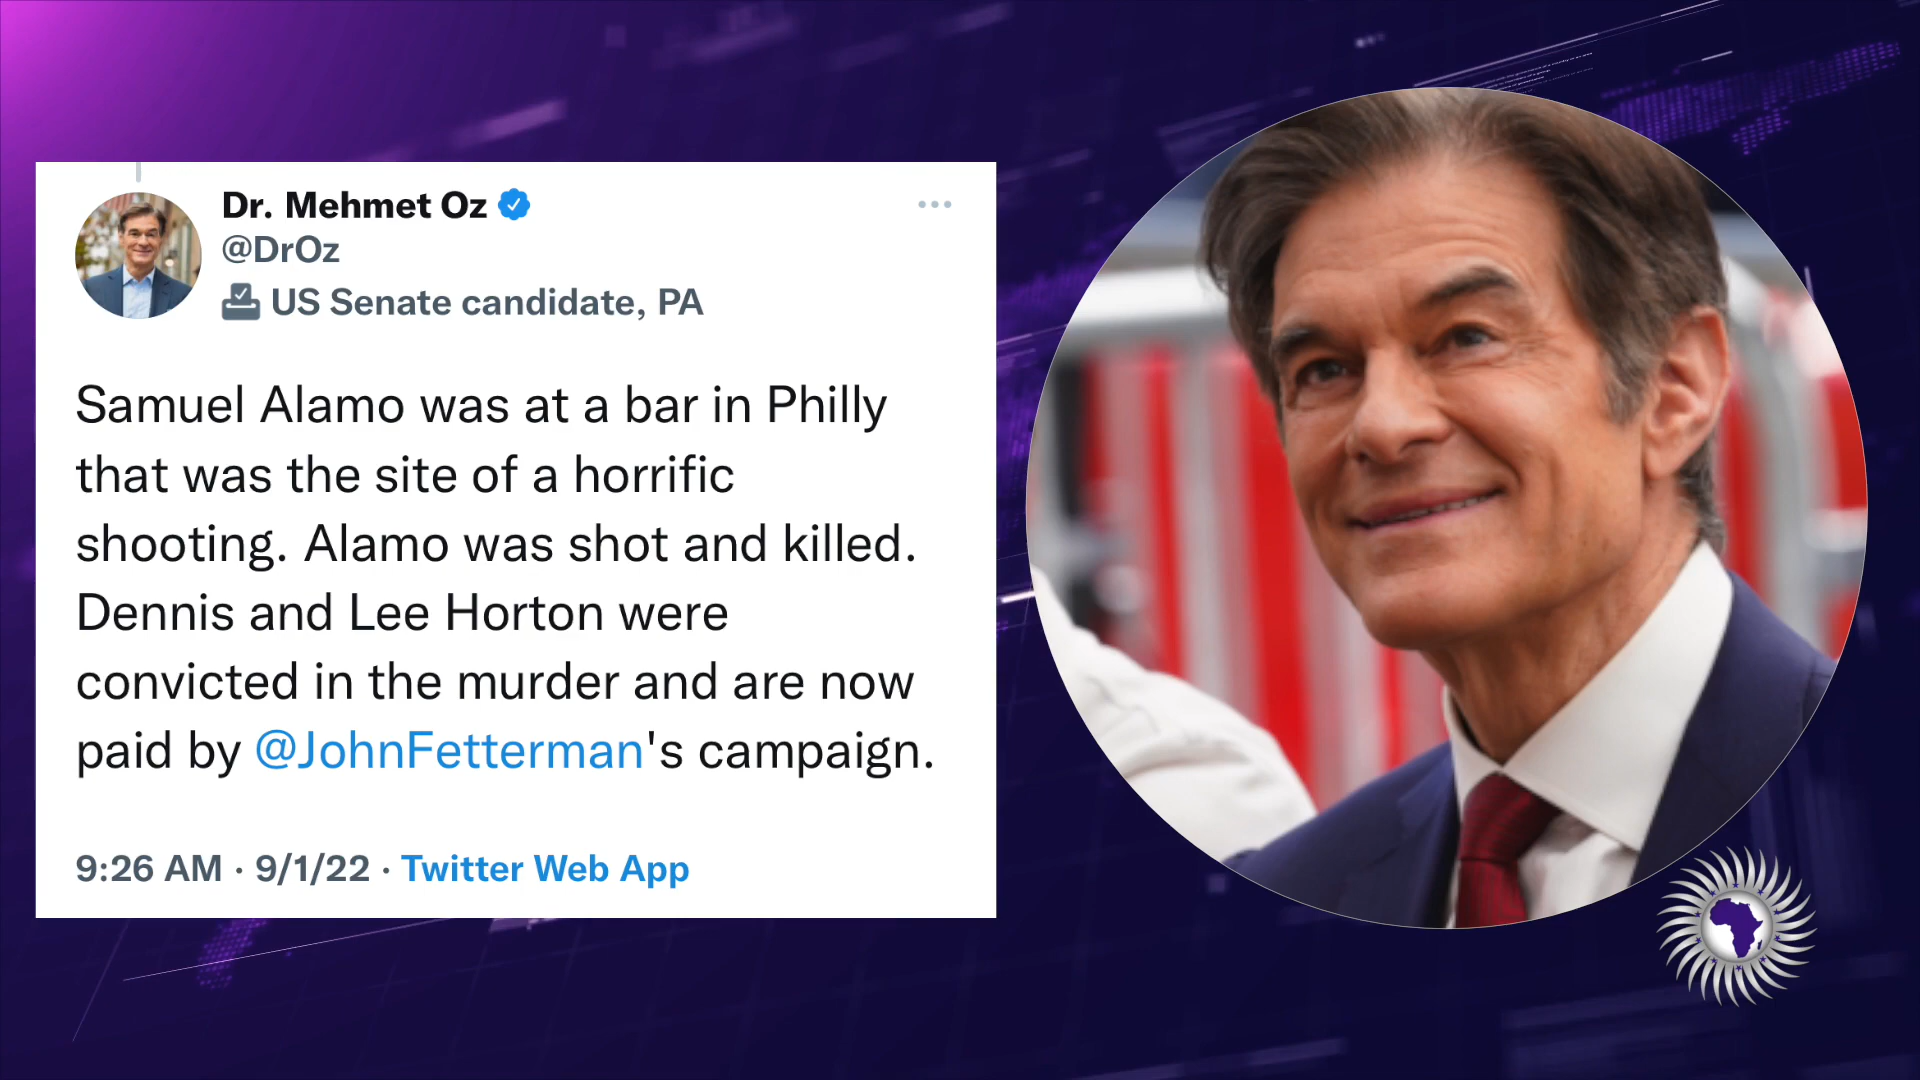 Dr. Mehmet Oz
@DrOz
US Senate candidate, PA
Samuel Alamo was at a bar in Philly
that was the site of a horrific
shooting. Alamo was shot and killed.
Dennis and Lee Horton were
convicted in the murder and are now
paid by @JohnFetterman's campaign.
9:26 AM · 9/1/22 · Twitter Web App